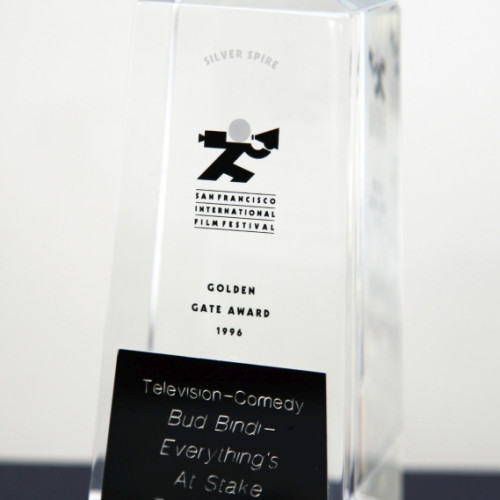 SILVER SPIRE
SAN FRANCISCO
INTERNATIONAL
FILM FESTIVAL
GOLDEN
GATE AWARD
1996
Television-Comedy
Bud Bindi-
Everything's
At Stake